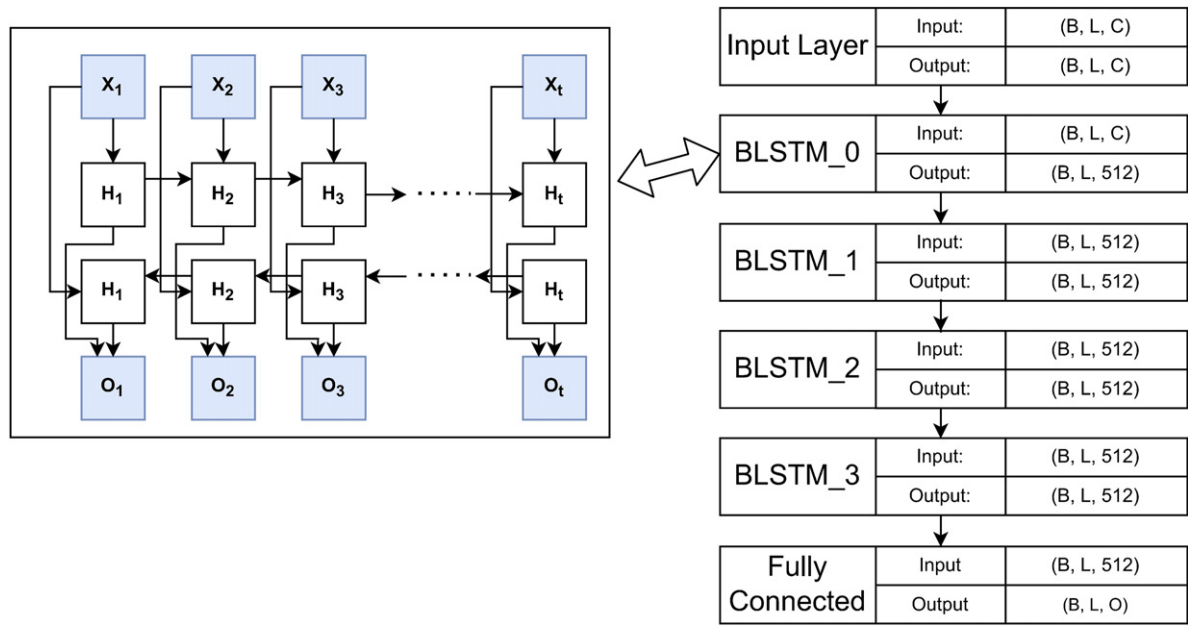 X1 X2 X3 Xt
H1 H2 H3 ...... Ht
H1 H2 H3 ...... Ht
O1 O2 O3 Ot
Input Layer
Input: (B, L, C)
Output: (B, L, C)
BLSTM_0
Input: (B, L, C)
Output: (B, L, 512)
BLSTM_1
Input: (B, L, 512)
Output: (B, L, 512)
BLSTM_2
Input: (B, L, 512)
Output: (B, L, 512)
BLSTM_3
Input: (B, L, 512)
Output: (B, L, 512)
Fully
Connected
Input (B, L, 512)
Output (B, L, O)